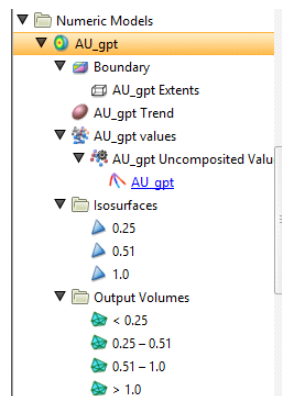 Numeric Models
AU_gpt
Boundary
AU_gpt Extents
AU_gpt Trend
AU_gpt values
AU_gpt Uncomposited Valu
AU_gpt
Isosurfaces
0.25
0.51
1.0
Output Volumes
< 0.25
0.25 – 0.51
0.51 – 1.0
> 1.0